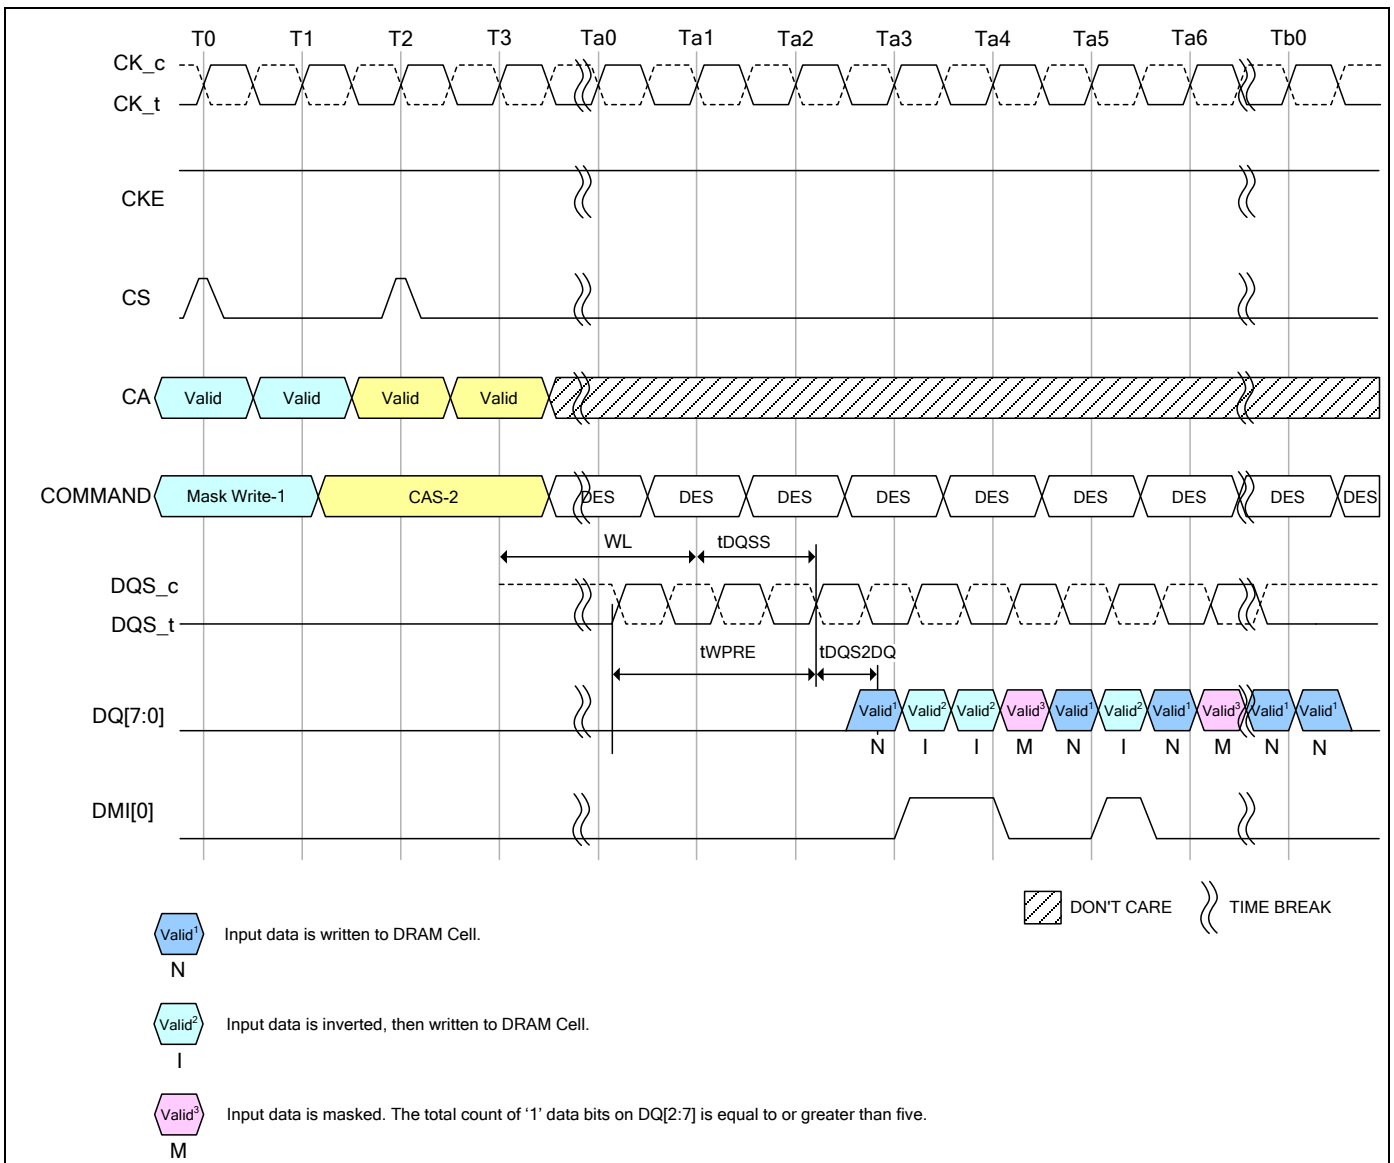 T0 T1 T2 T3 Ta0 Ta1 Ta2 Ta3 Ta4 Ta5 Ta6 Tb0
CK_c
CK_t
CKE
CS
CA Valid Valid Valid Valid
COMMAND Mask Write-1 CAS-2 DES DES DES DES DES DES DES DES DES
WL tDQSS
DQS_c
DQS_t
tWPRE tDQS2DQ
DQ[7:0] Valid¹ Valid² Valid² Valid³ Valid¹ Valid² Valid¹ Valid³ Valid¹ Valid¹
N I I M N I N M N N
DMI[0]
DON'T CARE TIME BREAK
Valid¹ Input data is written to DRAM Cell.
N
Valid² Input data is inverted, then written to DRAM Cell.
I
Valid³ Input data is masked. The total count of ‘1’ data bits on DQ[2:7] is equal to or greater than five.
M